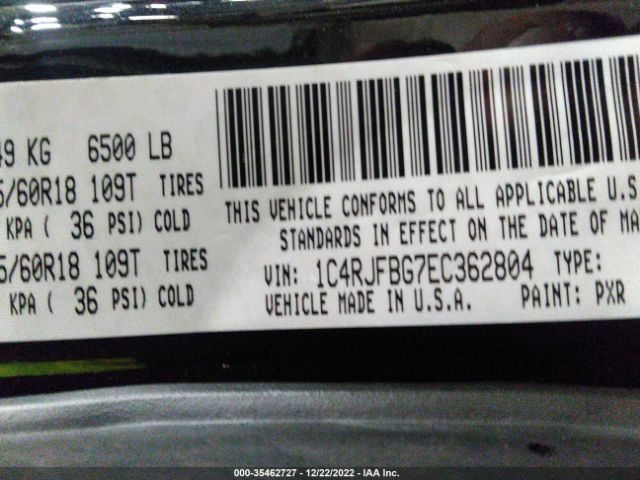 49 KG 6500 LB
5/60R18 109T TIRES
KPA ( 36 PSI) COLD
5/60R18 109T TIRES
KPA ( 36 PSI) COLD
THIS VEHICLE CONFORMS TO ALL APPLICABLE U.S
STANDARDS IN EFFECT ON THE DATE OF MA
VIN: 1C4RJFBG7EC362804 TYPE:
VEHICLE MADE IN U.S.A. PAINT: PXR
000-35462727 - 12/22/2022 - IAA Inc.